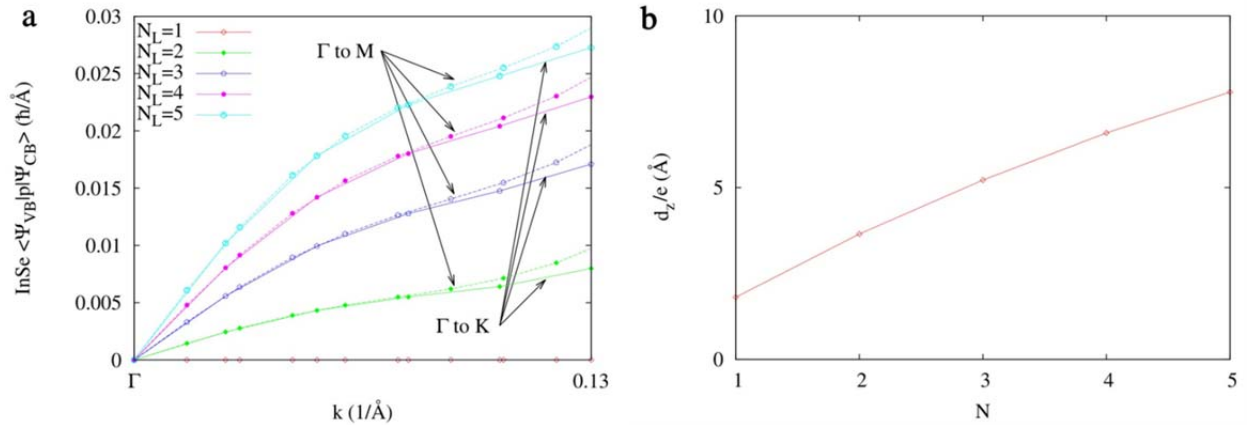 a
InSe <Ψ_VB|p|Ψ_CB> (ħ/Å)
0.03
0.025
0.02
0.015
0.01
0.005
0
N_L=1
N_L=2
N_L=3
N_L=4
N_L=5
Γ to M
Γ to K
Γ
0.13
k (1/Å)
b
d_z/e (Å)
10
5
0
1
2
3
4
5
N